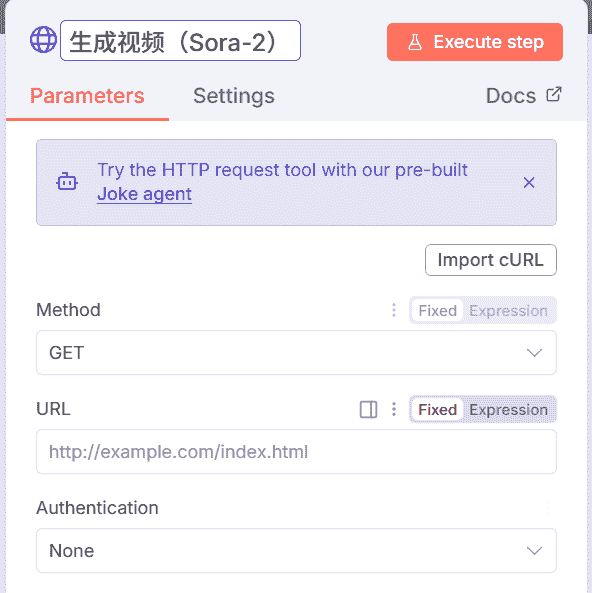 生成视频（Sora-2）
Execute step
Parameters
Settings
Docs
Try the HTTP request tool with our pre-built
Joke agent
Import cURL
Method
Fixed
Expression
GET
URL
Fixed
Expression
http://example.com/index.html
Authentication
None